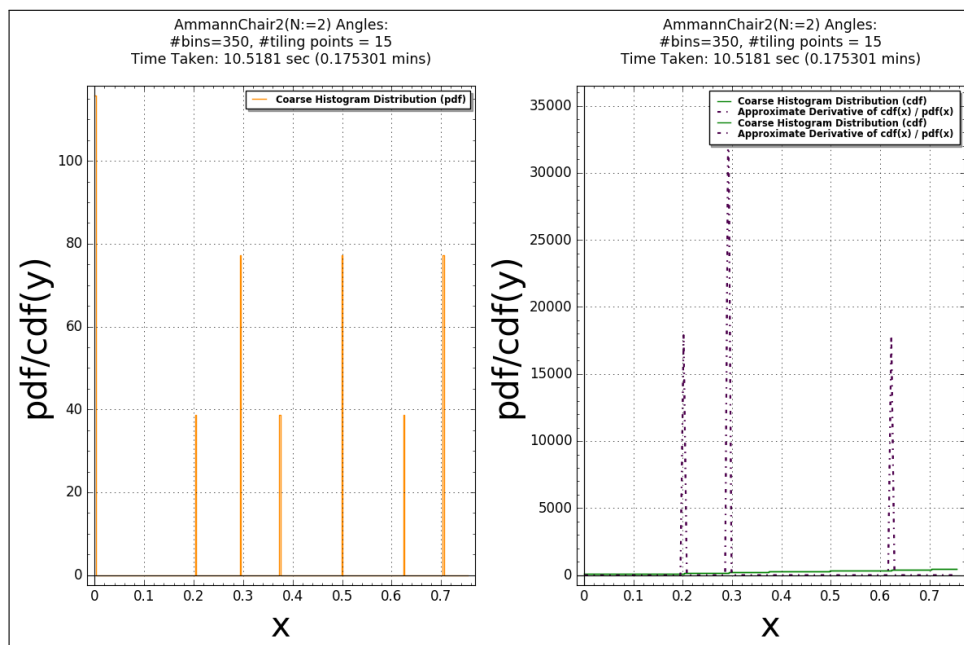 AmmannChair2(N:=2) Angles:
#bins=350, #tiling points = 15
Time Taken: 10.5181 sec (0.175301 mins)
Coarse Histogram Distribution (pdf)
100
80
60
40
20
0
pdf/cdf(y)
0 0.1 0.2 0.3 0.4 0.5 0.6 0.7
x
AmmannChair2(N:=2) Angles:
#bins=350, #tiling points = 15
Time Taken: 10.5181 sec (0.175301 mins)
Coarse Histogram Distribution (cdf)
Approximate Derivative of cdf(x) / pdf(x)
Coarse Histogram Distribution (cdf)
Approximate Derivative of cdf(x) / pdf(x)
35000
30000
25000
20000
15000
10000
5000
0
pdf/cdf(y)
0 0.1 0.2 0.3 0.4 0.5 0.6 0.7
x